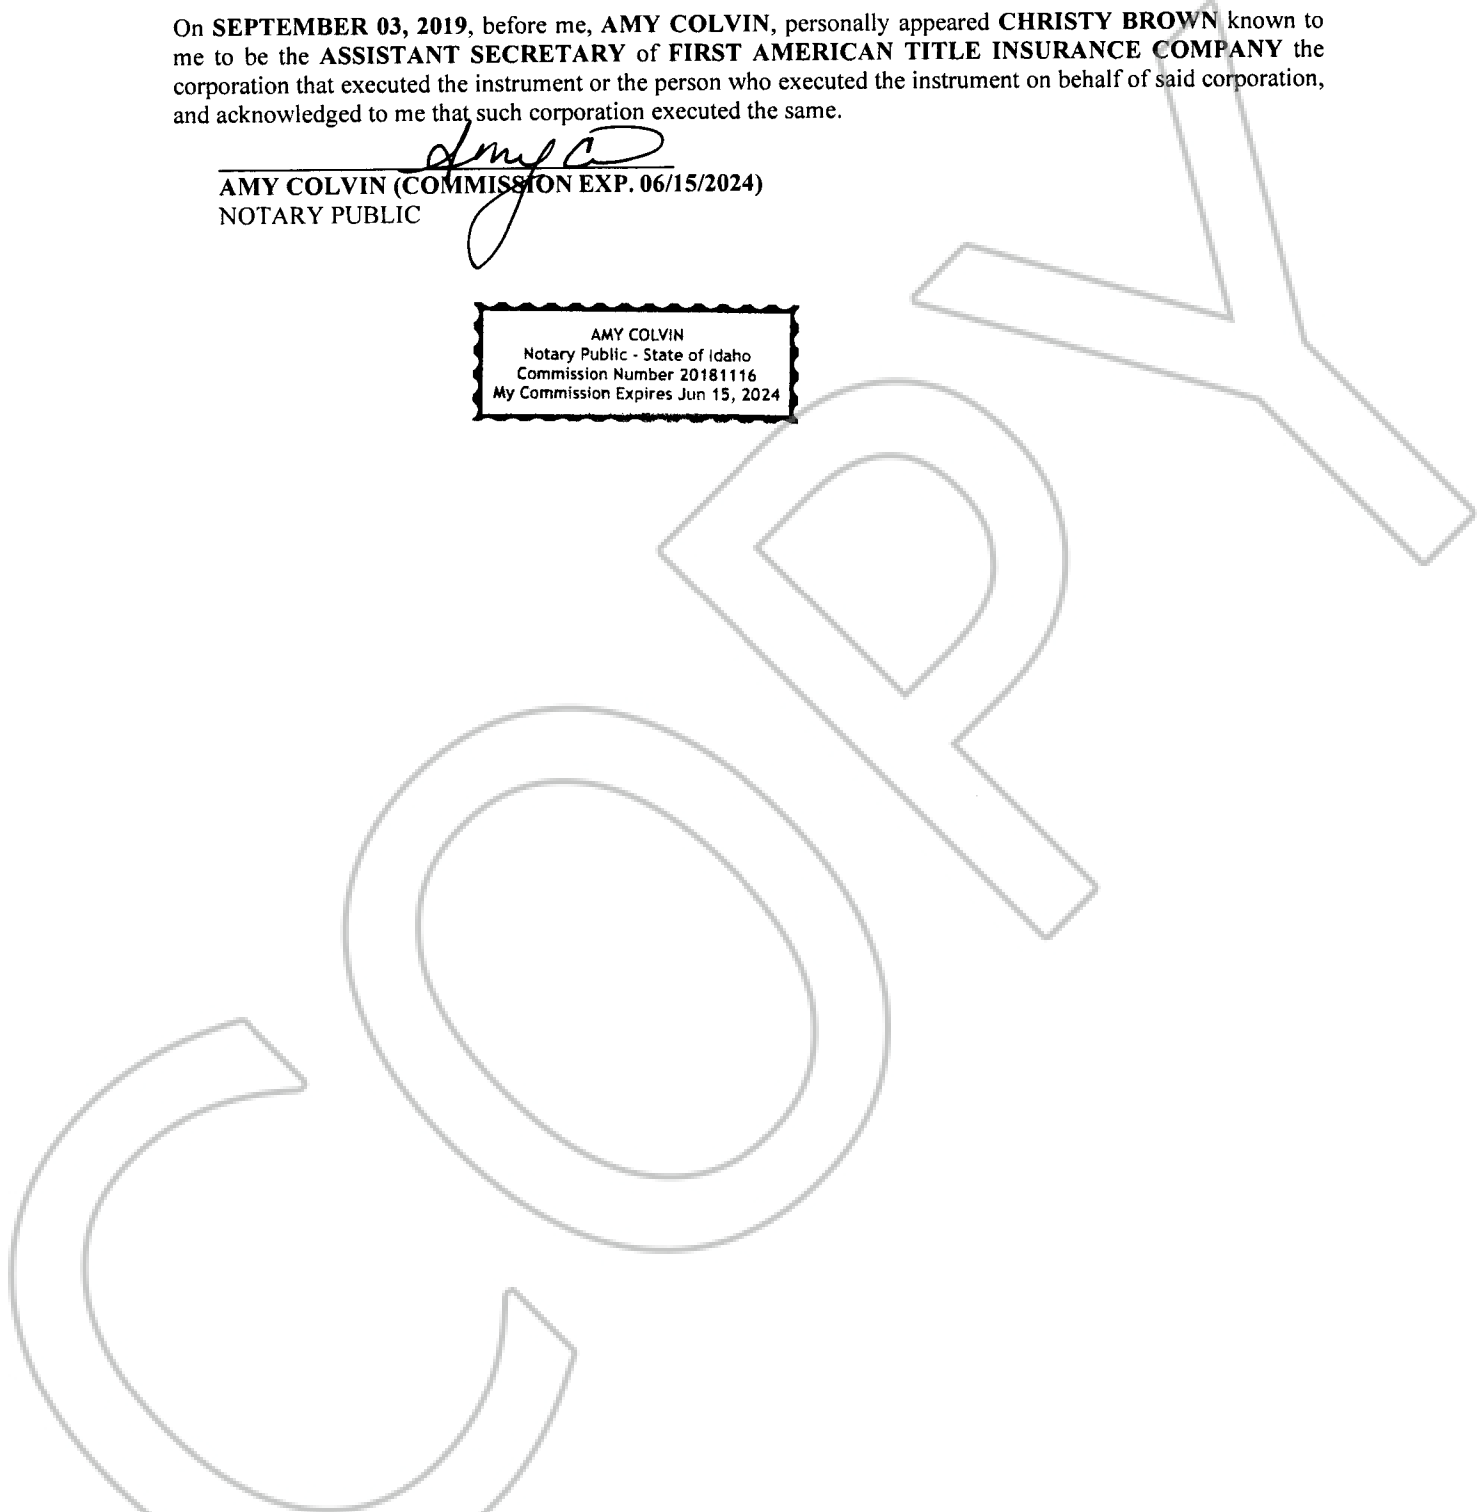 On SEPTEMBER 03, 2019, before me, AMY COLVIN, personally appeared CHRISTY BROWN known to
me to be the ASSISTANT SECRETARY of FIRST AMERICAN TITLE INSURANCE COMPANY the
corporation that executed the instrument or the person who executed the instrument on behalf of said corporation,
and acknowledged to me that such corporation executed the same.
Amy C
AMY COLVIN (COMMISSION EXP. 06/15/2024)
NOTARY PUBLIC
AMY COLVIN
Notary Public - State of Idaho
Commission Number 20181116
My Commission Expires Jun 15, 2024
COPY